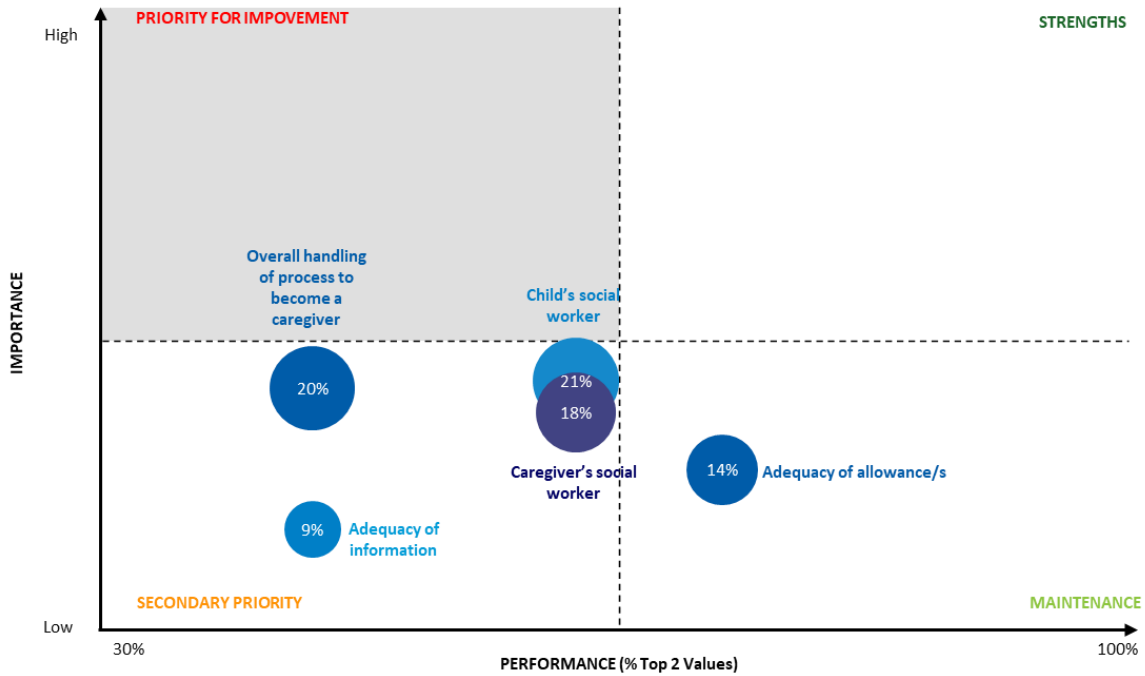 PRIORITY FOR IMPOVEMENT
STRENGTHS
High
Overall handling
of process to
become a
caregiver
Child's social
worker
IMPORTANCE
20%
21%
18%
Caregiver's social
worker
14%
Adequacy of allowance/s
9%
Adequacy of
information
SECONDARY PRIORITY
MAINTENANCE
Low
30%
100%
PERFORMANCE (% Top 2 Values)